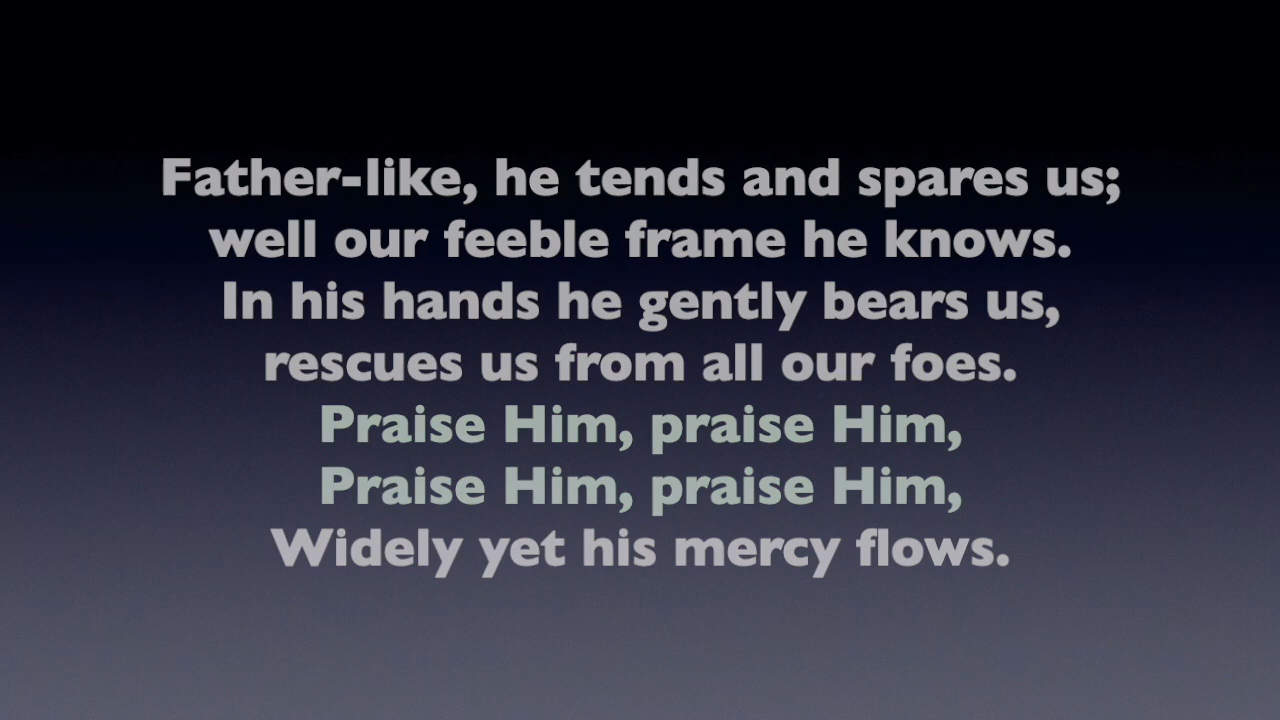 Father-like, he tends and spares us;
well our feeble frame he knows.
In his hands he gently bears us,
rescues us from all our foes.
Praise Him, praise Him,
Praise Him, praise Him,
Widely yet his mercy flows.